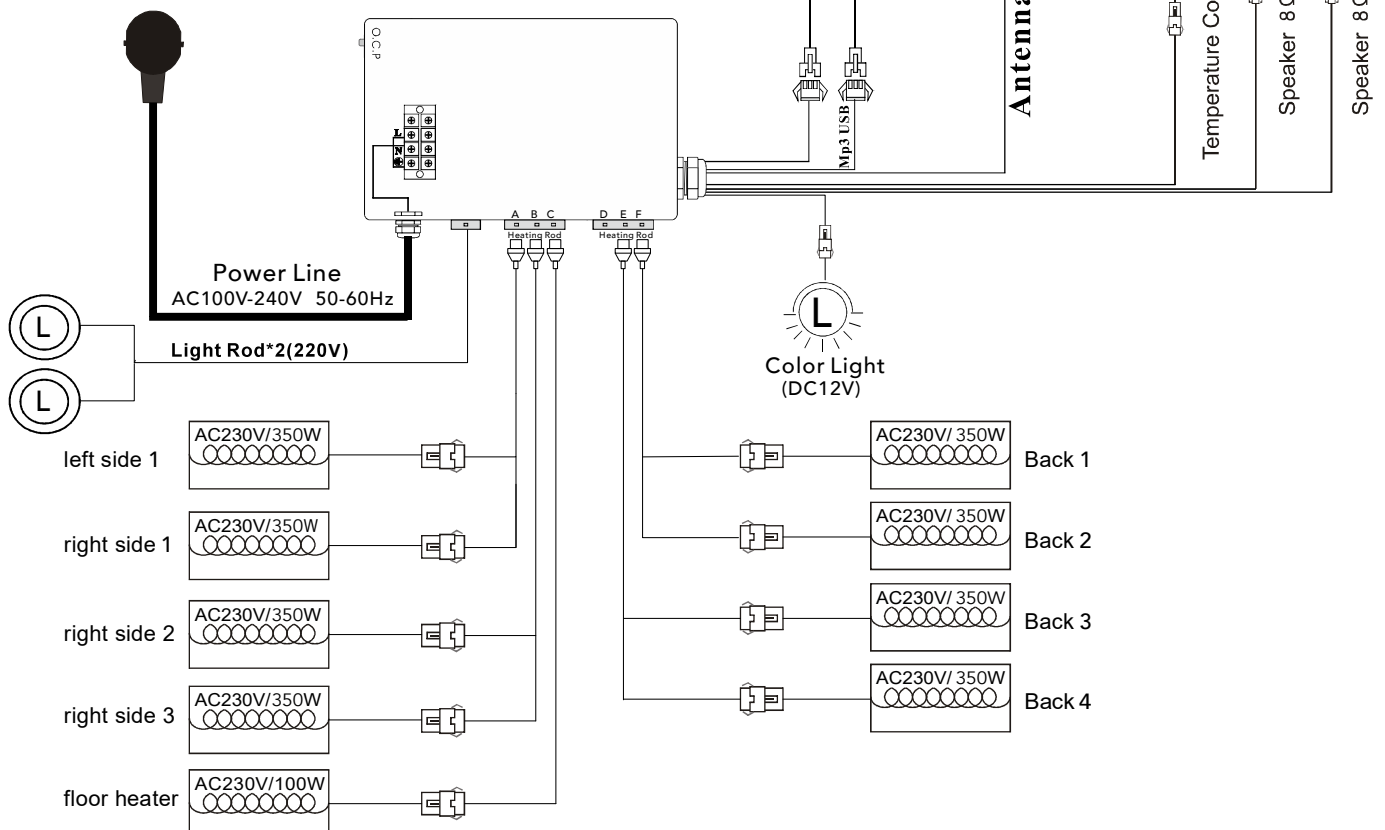 O.C.P
L
N
Antenna
Mp3 USB
Temperature Co
Speaker 8Ω
Speaker 8Ω
A B C
Heating Rod
D E F
Heating Rod
Power Line
AC100V-240V 50-60Hz
L
L
Light Rod*2(220V)
L
Color Light
(DC12V)
left side 1
AC230V/350W
right side 1
AC230V/350W
right side 2
AC230V/350W
right side 3
AC230V/350W
floor heater
AC230V/100W
AC230V/ 350W
Back 1
AC230V/ 350W
Back 2
AC230V/ 350W
Back 3
AC230V/ 350W
Back 4